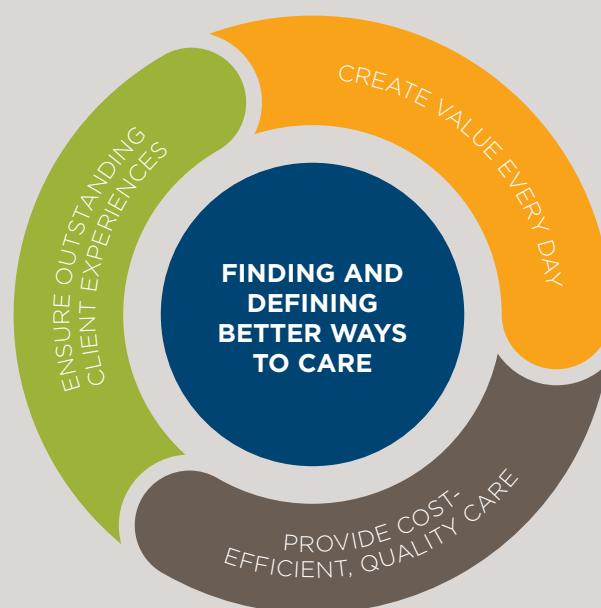 CREATE VALUE EVERY DAY
ENSURE OUTSTANDING
CLIENT EXPERIENCES
FINDING AND
DEFINING
BETTER WAYS
TO CARE
PROVIDE COST-
EFFICIENT, QUALITY CARE